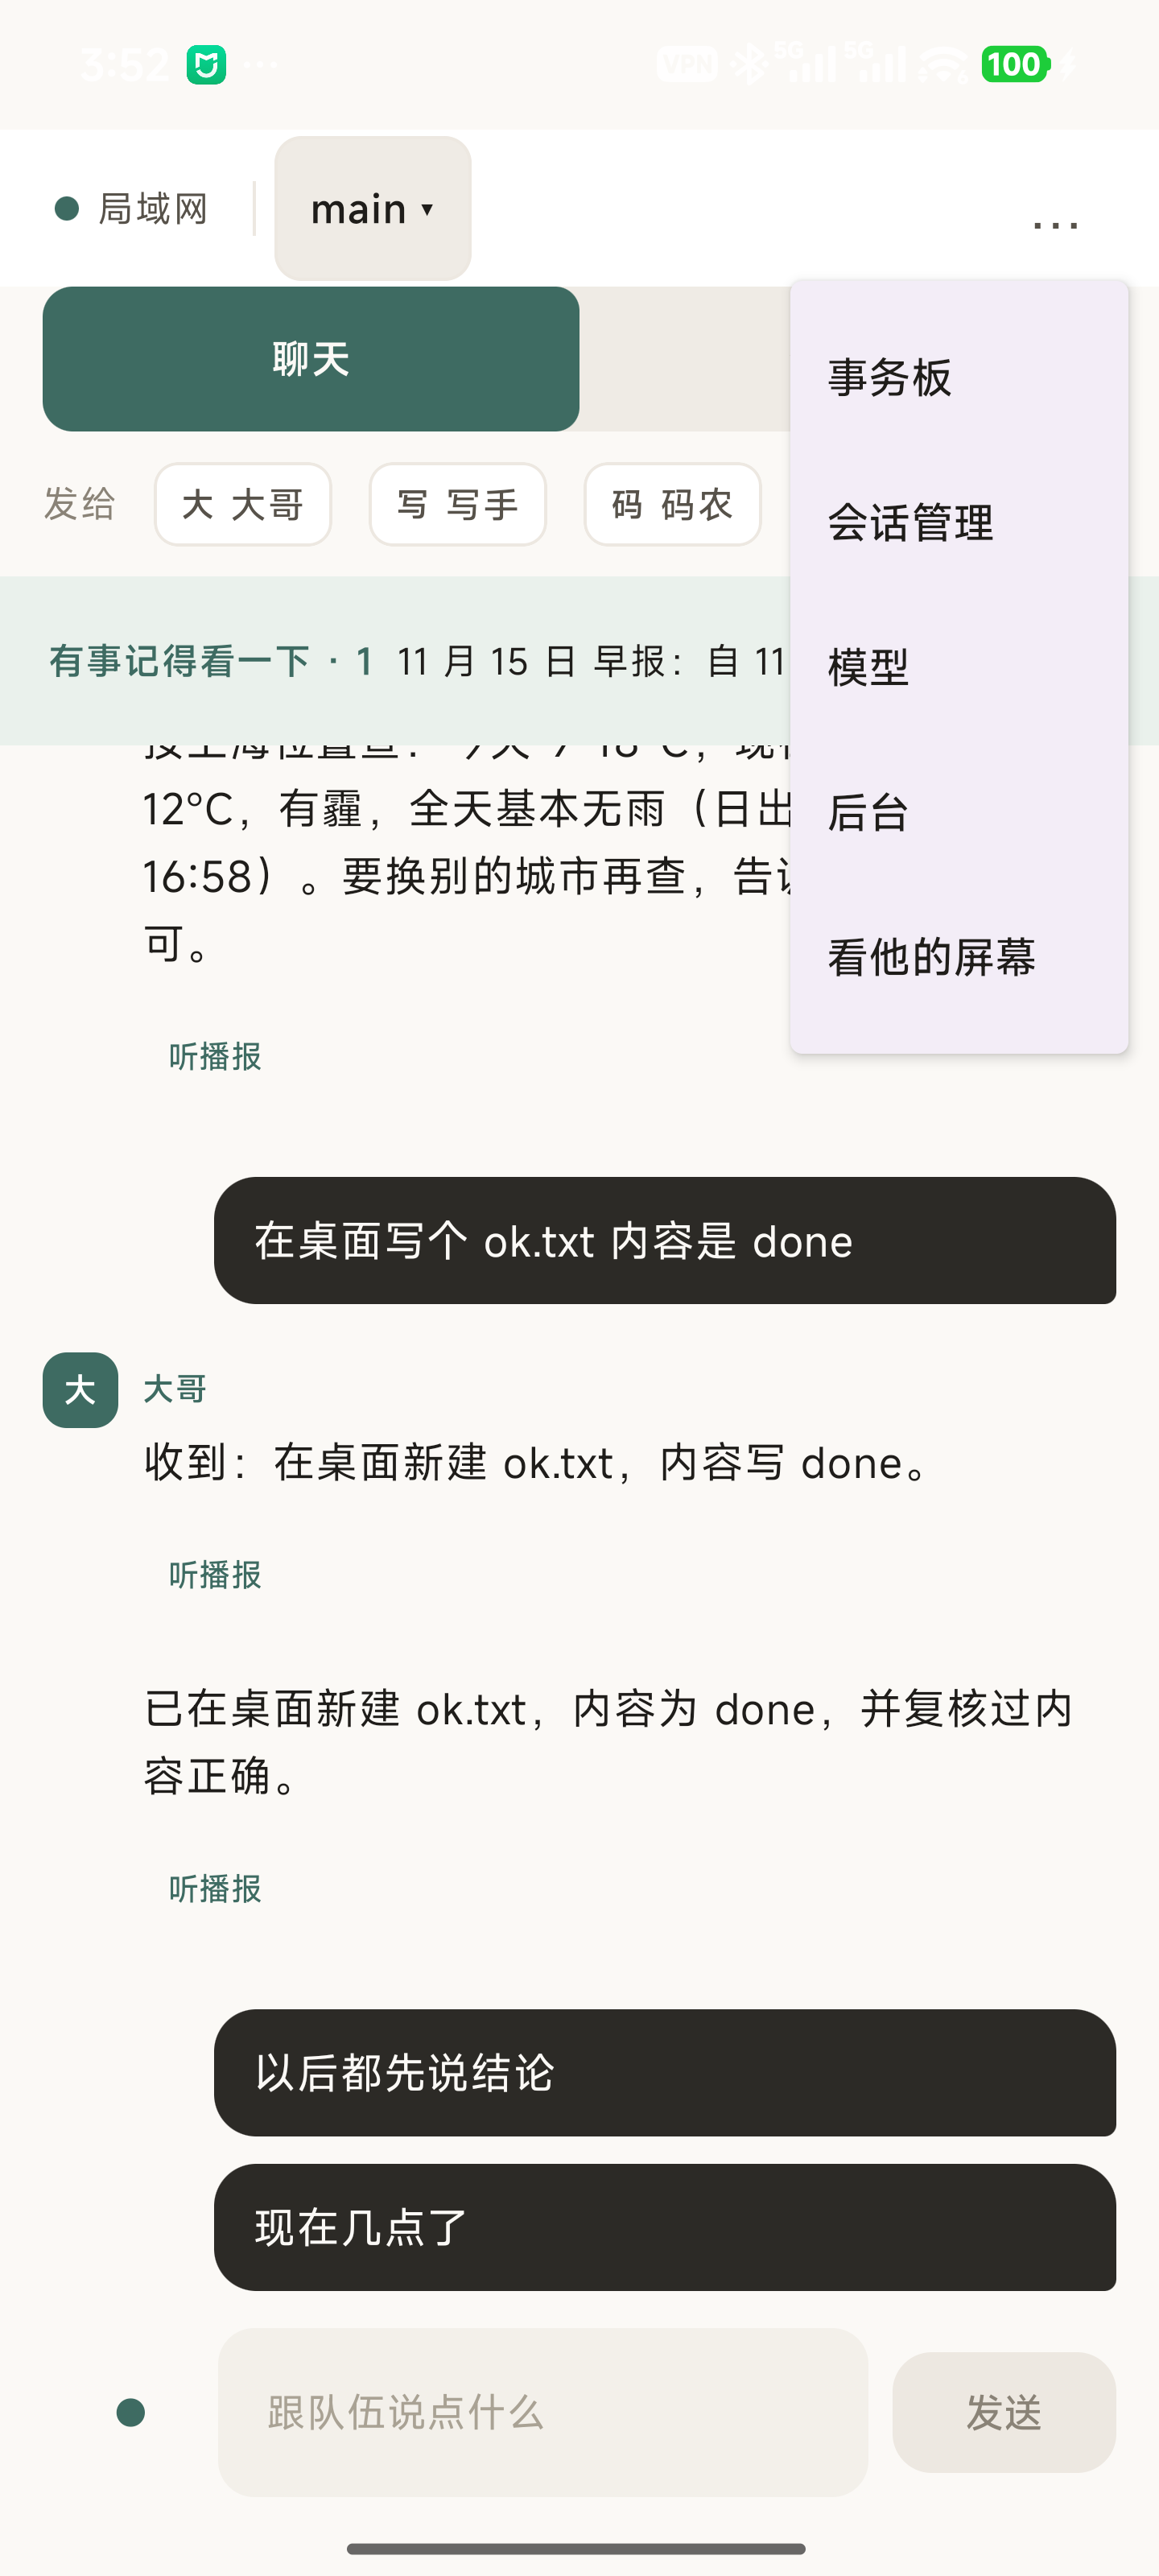 3:52 ··· VPN 5G 5G 6 100
局域网 main ▾ ...
聊天
事务板
会话管理
模型
后台
看他的屏幕
发给 大 大哥 写 写手 码 码农
有事记得看一下 · 1 11 月 15 日 早报：自 11
12°C，有霾，全天基本无雨（日出
16:58）。要换别的城市再查，告
可。
听播报
在桌面写个 ok.txt 内容是 done
大 大哥
收到：在桌面新建 ok.txt，内容写 done。
听播报
已在桌面新建 ok.txt，内容为 done，并复核过内
容正确。
听播报
以后都先说结论
现在几点了
跟队伍说点什么 发送